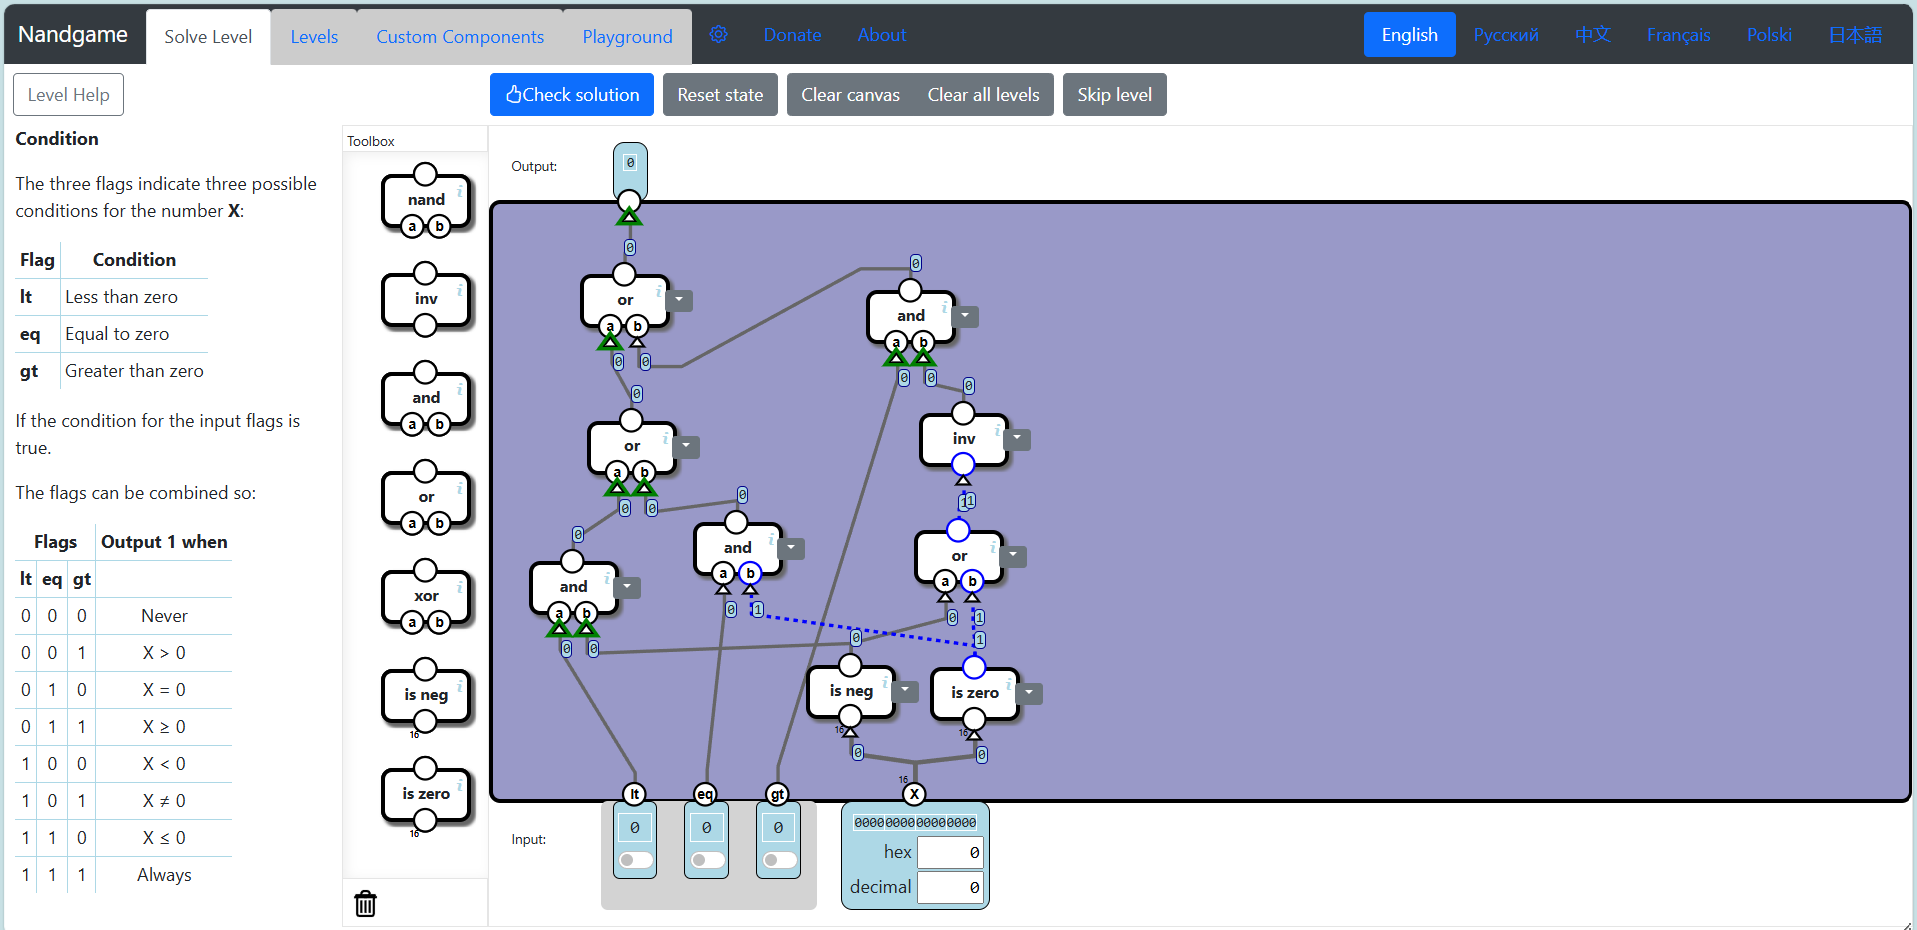 Nandgame Solve Level Levels Custom Components Playground Donate About English Русский 中文 Français Polski 日本語
Level Help Check solution Reset state Clear canvas Clear all levels Skip level
Condition
The three flags indicate three possible
conditions for the number X:
Flag Condition
lt Less than zero
eq Equal to zero
gt Greater than zero
If the condition for the input flags is
true.
The flags can be combined so:
Flags Output 1 when
lt eq gt
0 0 0 Never
0 0 1 X > 0
0 1 0 X = 0
0 1 1 X ≥ 0
1 0 0 X < 0
1 0 1 X ≠ 0
1 1 0 X ≤ 0
1 1 1 Always
Toolbox
nand i
a b
inv i
and i
a b
or i
a b
xor i
a b
is neg i
16
is zero i
16
Output: 0
0
0
or i
a b
and i
a b
0 0
0 0 0
0
or i
a b
inv i
0 0
0
1 1
0
and i
a b
or i
a b
and i
a b
0 1
0 1
0 0
0 1
is neg i
16
is zero i
16
0 0
16
lt eq gt X
Input:
0 0 0
0000000000000000
hex 0
decimal 0